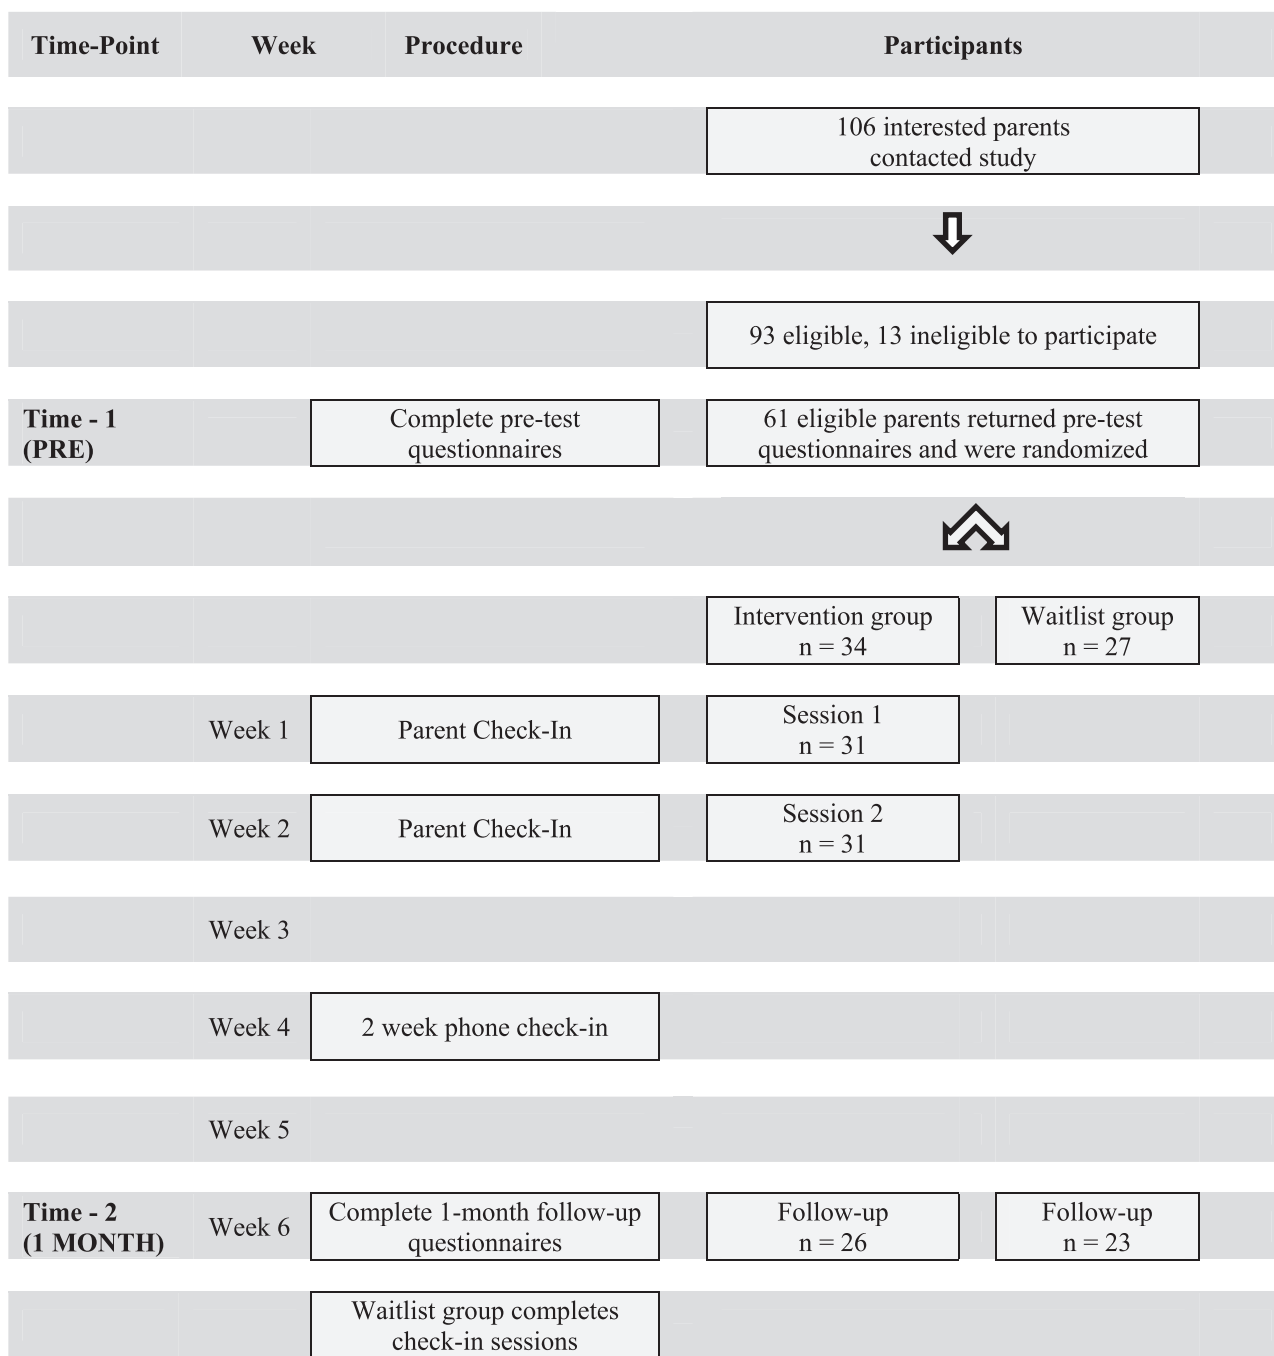 Time-Point Week Procedure Participants
106 interested parents
contacted study
93 eligible, 13 ineligible to participate
Time - 1
(PRE)
Complete pre-test
questionnaires
61 eligible parents returned pre-test
questionnaires and were randomized
Intervention group
n = 34
Waitlist group
n = 27
Week 1
Parent Check-In
Session 1
n = 31
Week 2
Parent Check-In
Session 2
n = 31
Week 3
Week 4
2 week phone check-in
Week 5
Time - 2
(1 MONTH)
Week 6
Complete 1-month follow-up
questionnaires
Follow-up
n = 26
Follow-up
n = 23
Waitlist group completes
check-in sessions